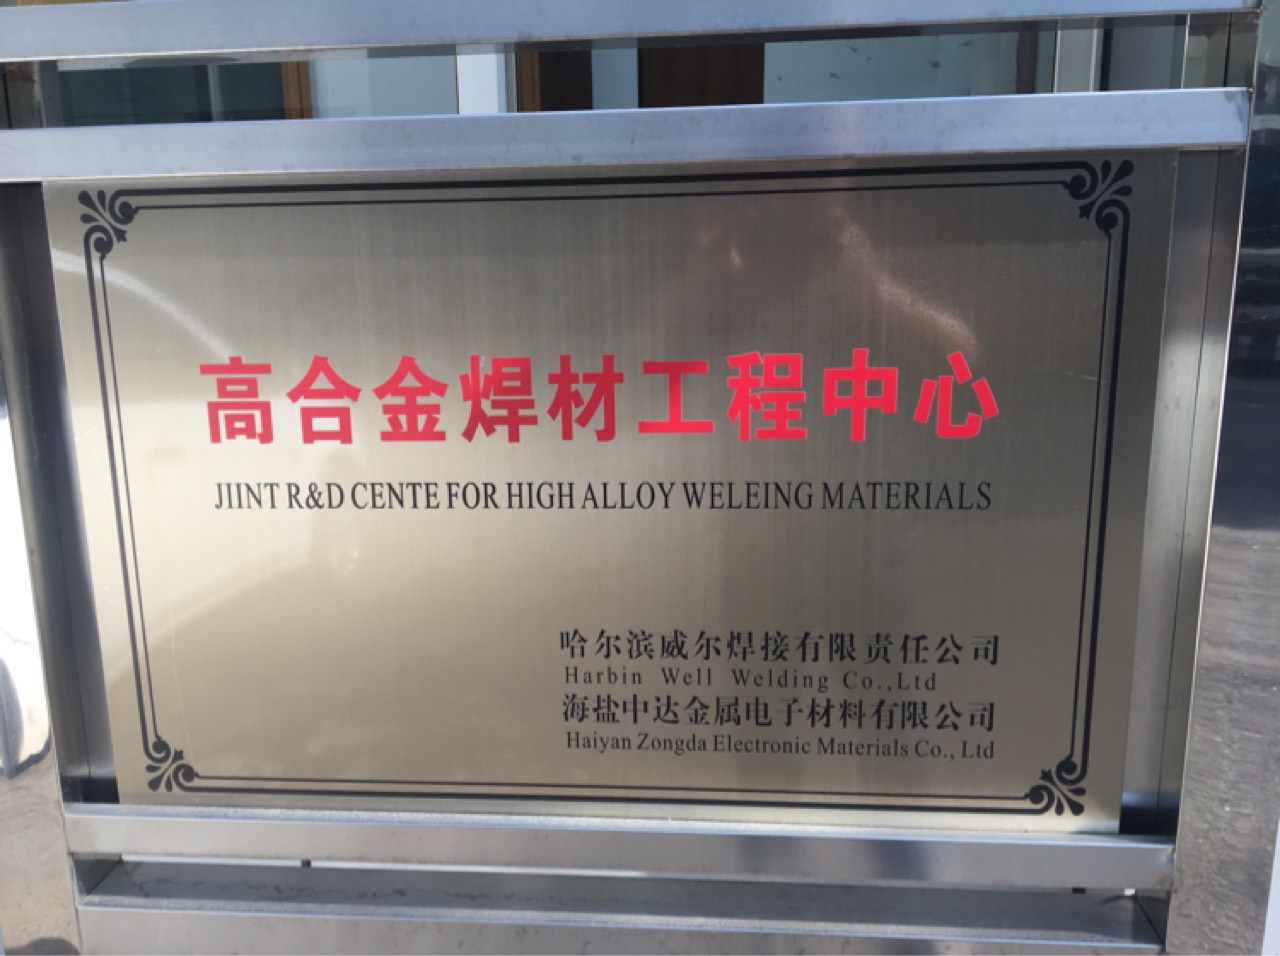 高合金焊材工程中心
JIINT R&D CENTE FOR HIGH ALLOY WELEING MATERIALS
哈尔滨威尔焊接有限责任公司
Harbin Well Welding Co.,Ltd
海盐中达金属电子材料有限公司
Haiyan Zongda Electronic Materials Co., Ltd